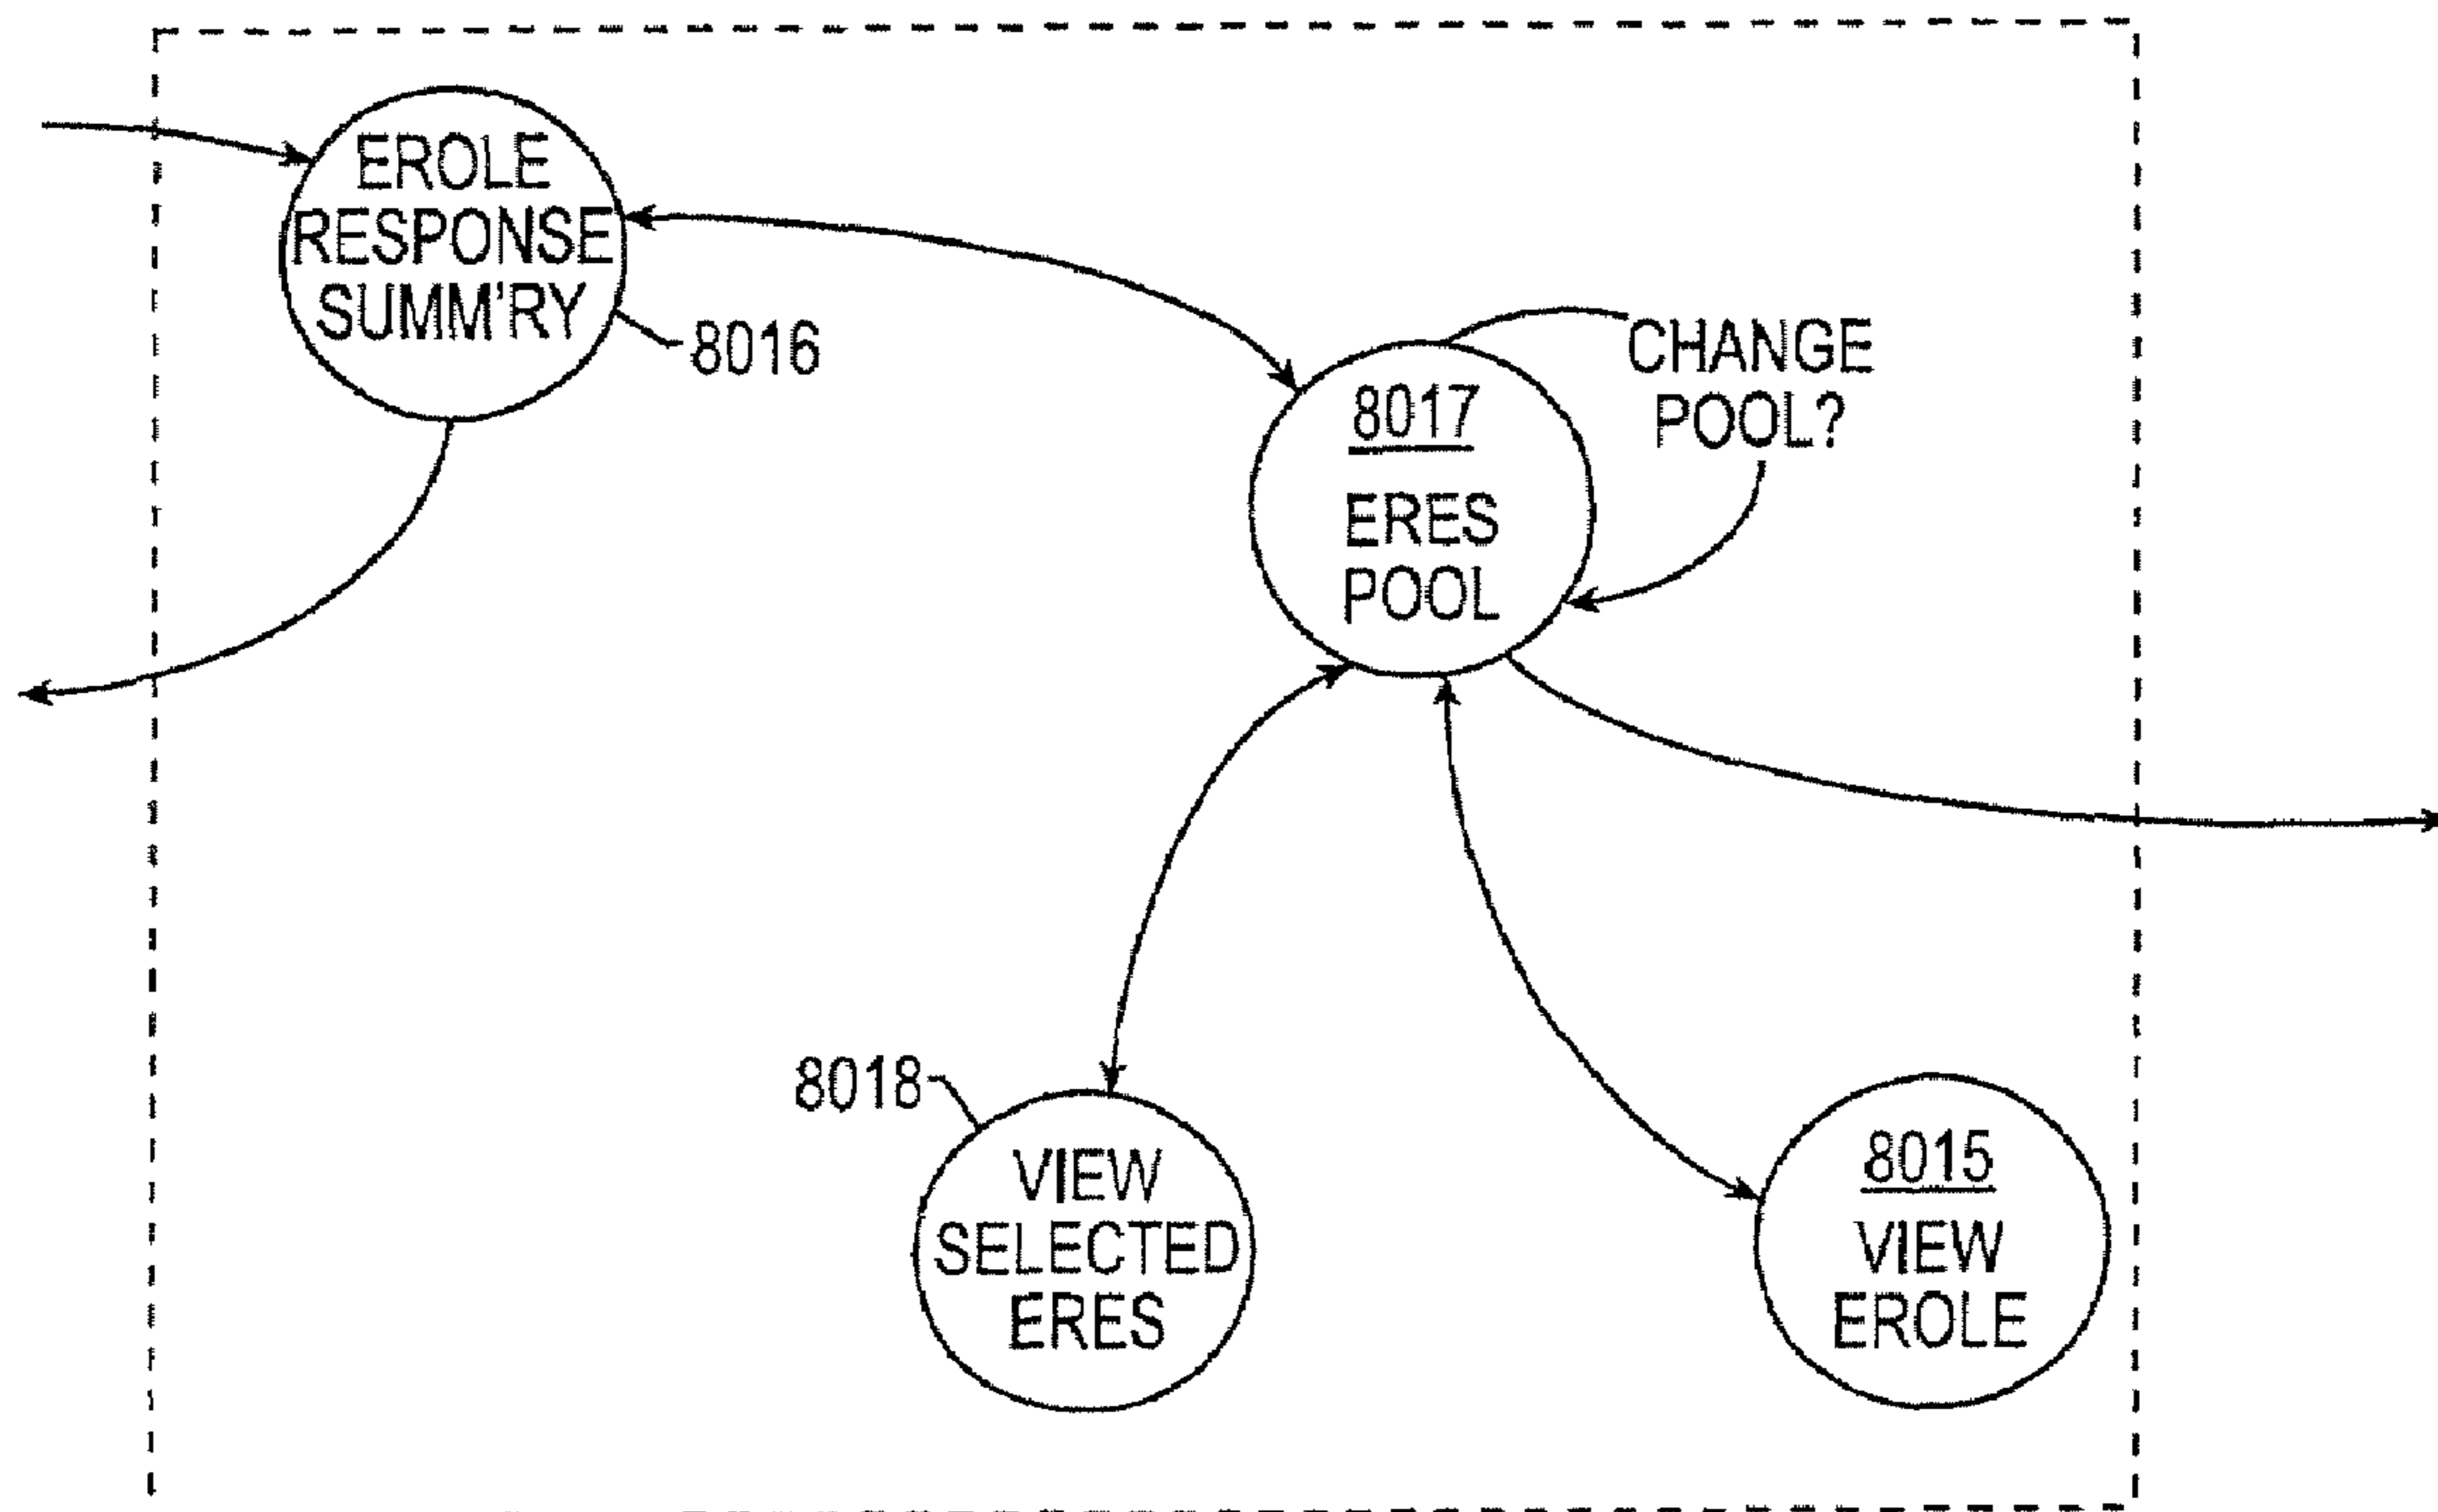 EROLE
RESPONSE
SUMM'RY
8016
CHANGE
POOL?
8017
ERES
POOL
8018
VIEW
SELECTED
ERES
8015
VIEW
EROLE